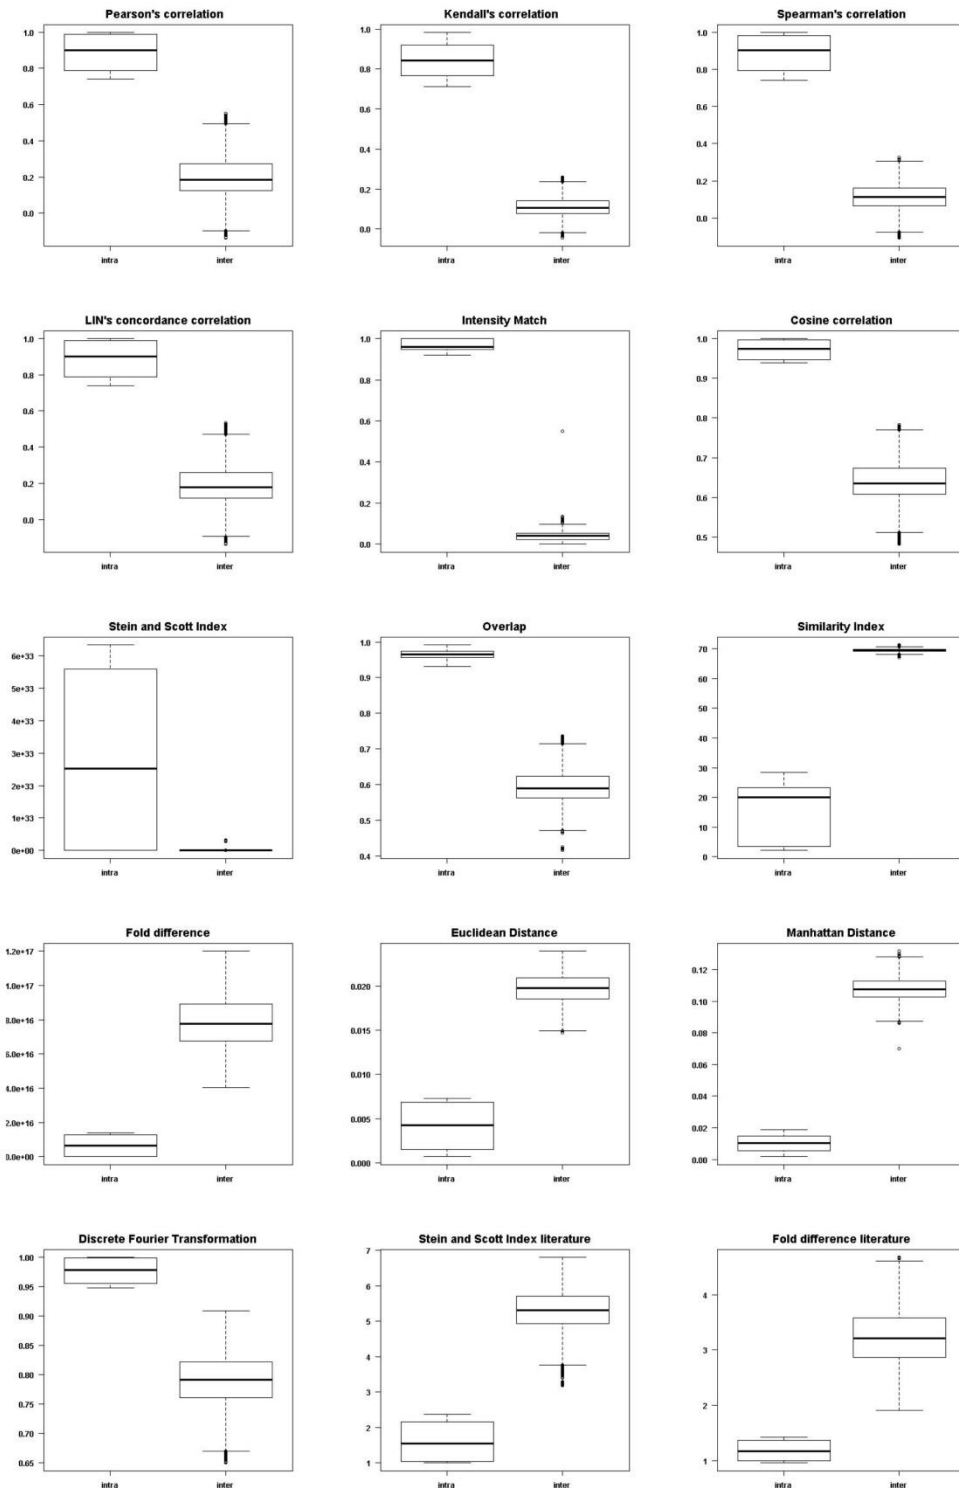 Pearson's correlation
1.0
0.8
0.6
0.4
0.2
0.0
intra inter
Kendall's correlation
1.0
0.8
0.6
0.4
0.2
0.0
intra inter
Spearman's correlation
1.0
0.8
0.6
0.4
0.2
0.0
intra inter
LIN's concordance correlation
1.0
0.8
0.6
0.4
0.2
0.0
intra inter
Intensity Match
1.0
0.8
0.6
0.4
0.2
0.0
intra inter
Cosine correlation
1.0
0.9
0.8
0.7
0.6
0.5
intra inter
Stein and Scott Index
6e+33
5e+33
4e+33
3e+33
2e+33
1e+33
0e+00
intra inter
Overlap
1.0
0.9
0.8
0.7
0.6
0.5
0.4
intra inter
Similarity Index
70
60
50
40
30
20
10
0
intra inter
Fold difference
1.2e+17
1.0e+17
8.0e+16
6.0e+16
4.0e+16
2.0e+16
0.0e+00
intra inter
Euclidean Distance
0.020
0.015
0.010
0.005
0.000
intra inter
Manhattan Distance
0.12
0.10
0.08
0.06
0.04
0.02
0.00
intra inter
Discrete Fourier Transformation
1.00
0.95
0.90
0.85
0.80
0.75
0.70
0.65
intra inter
Stein and Scott Index literature
7
6
5
4
3
2
1
intra inter
Fold difference literature
4
3
2
1
intra inter